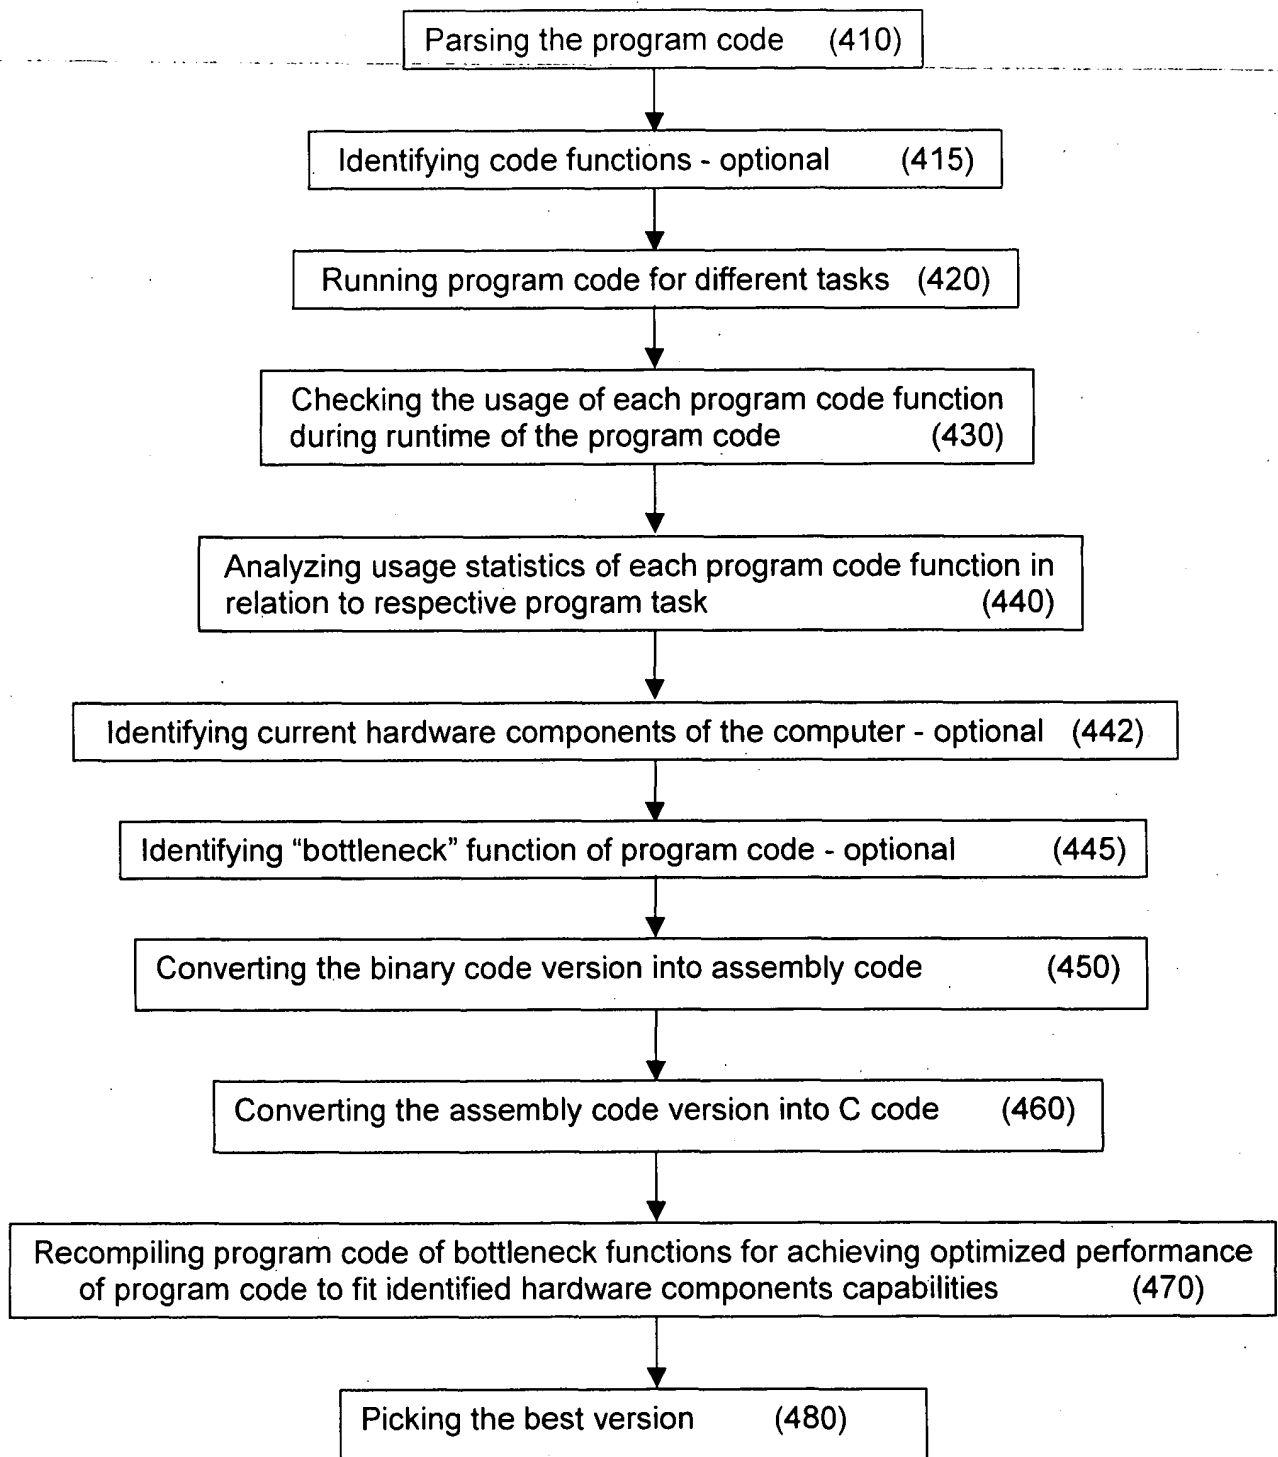 Parsing the program code (410)
Identifying code functions - optional (415)
Running program code for different tasks (420)
Checking the usage of each program code function
during runtime of the program code (430)
Analyzing usage statistics of each program code function in
relation to respective program task (440)
Identifying current hardware components of the computer - optional (442)
Identifying “bottleneck” function of program code - optional (445)
Converting the binary code version into assembly code (450)
Converting the assembly code version into C code (460)
Recompiling program code of bottleneck functions for achieving optimized performance
of program code to fit identified hardware components capabilities (470)
Picking the best version (480)